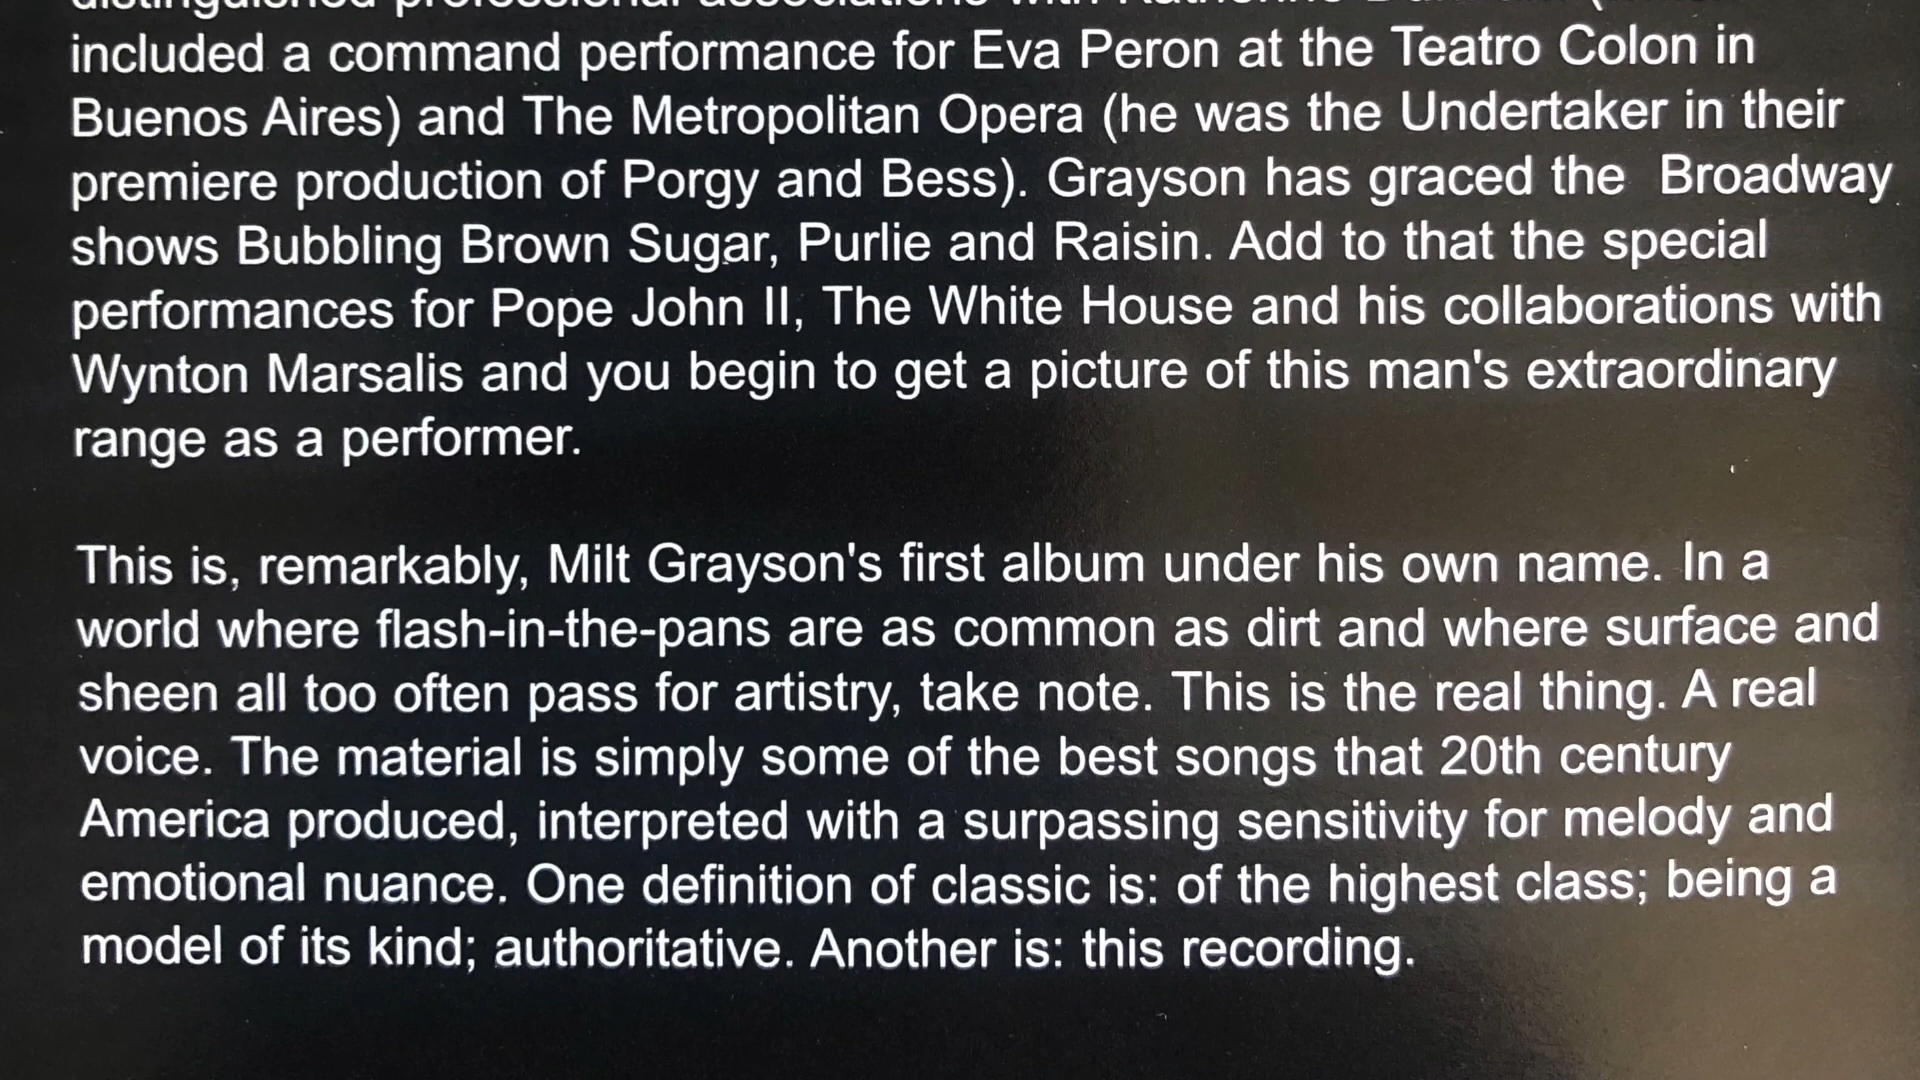 distinguished professional associations with Katherine
included a command performance for Eva Peron at the Teatro Colon in
Buenos Aires) and The Metropolitan Opera (he was the Undertaker in their
premiere production of Porgy and Bess). Grayson has graced the  Broadway
shows Bubbling Brown Sugar, Purlie and Raisin. Add to that the special
performances for Pope John II, The White House and his collaborations with
Wynton Marsalis and you begin to get a picture of this man's extraordinary
range as a performer.
This is, remarkably, Milt Grayson's first album under his own name. In a
world where flash-in-the-pans are as common as dirt and where surface and
sheen all too often pass for artistry, take note. This is the real thing. A real
voice. The material is simply some of the best songs that 20th century
America produced, interpreted with a surpassing sensitivity for melody and
emotional nuance. One definition of classic is: of the highest class; being a
model of its kind; authoritative. Another is: this recording.